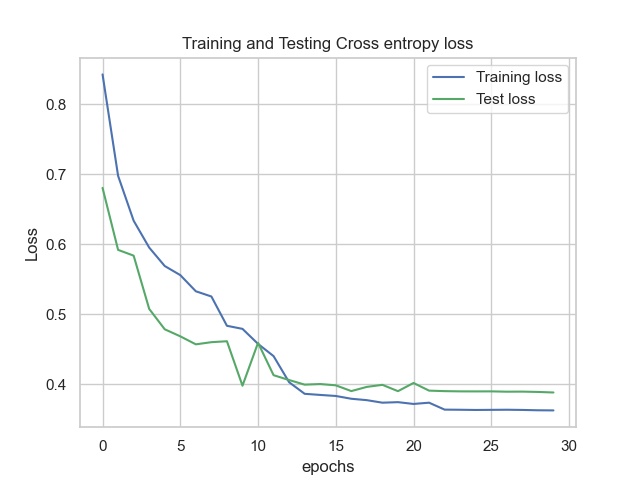 Training and Testing Cross entropy loss
Training loss
Test loss
Loss
0.8
0.7
0.6
0.5
0.4
0 5 10 15 20 25 30
epochs